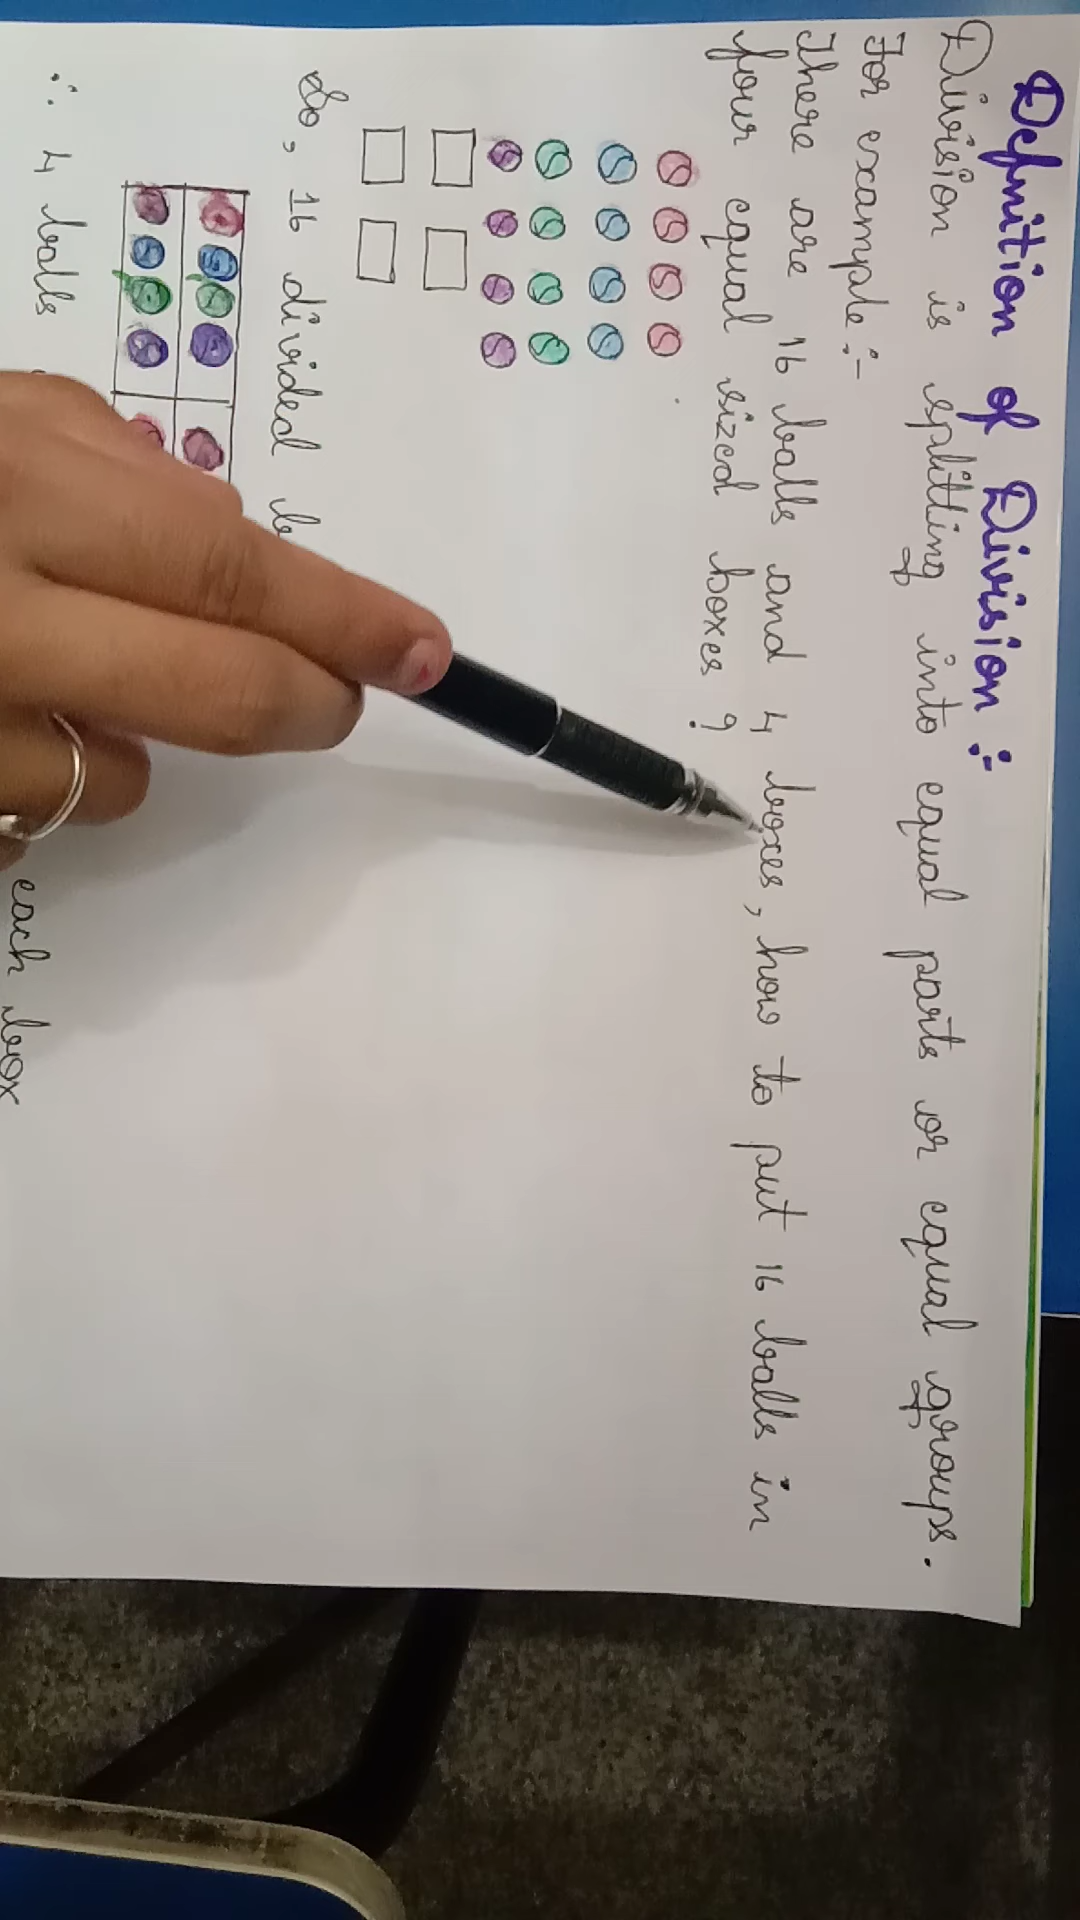 Definition of Division :-
Division is splitting into equal parts or equal groups.
For example :-
There are 16 balls and 4 boxes, how to put 16 balls in
four equal sized boxes ?
So, 16 divided
∴ 4 balls each box